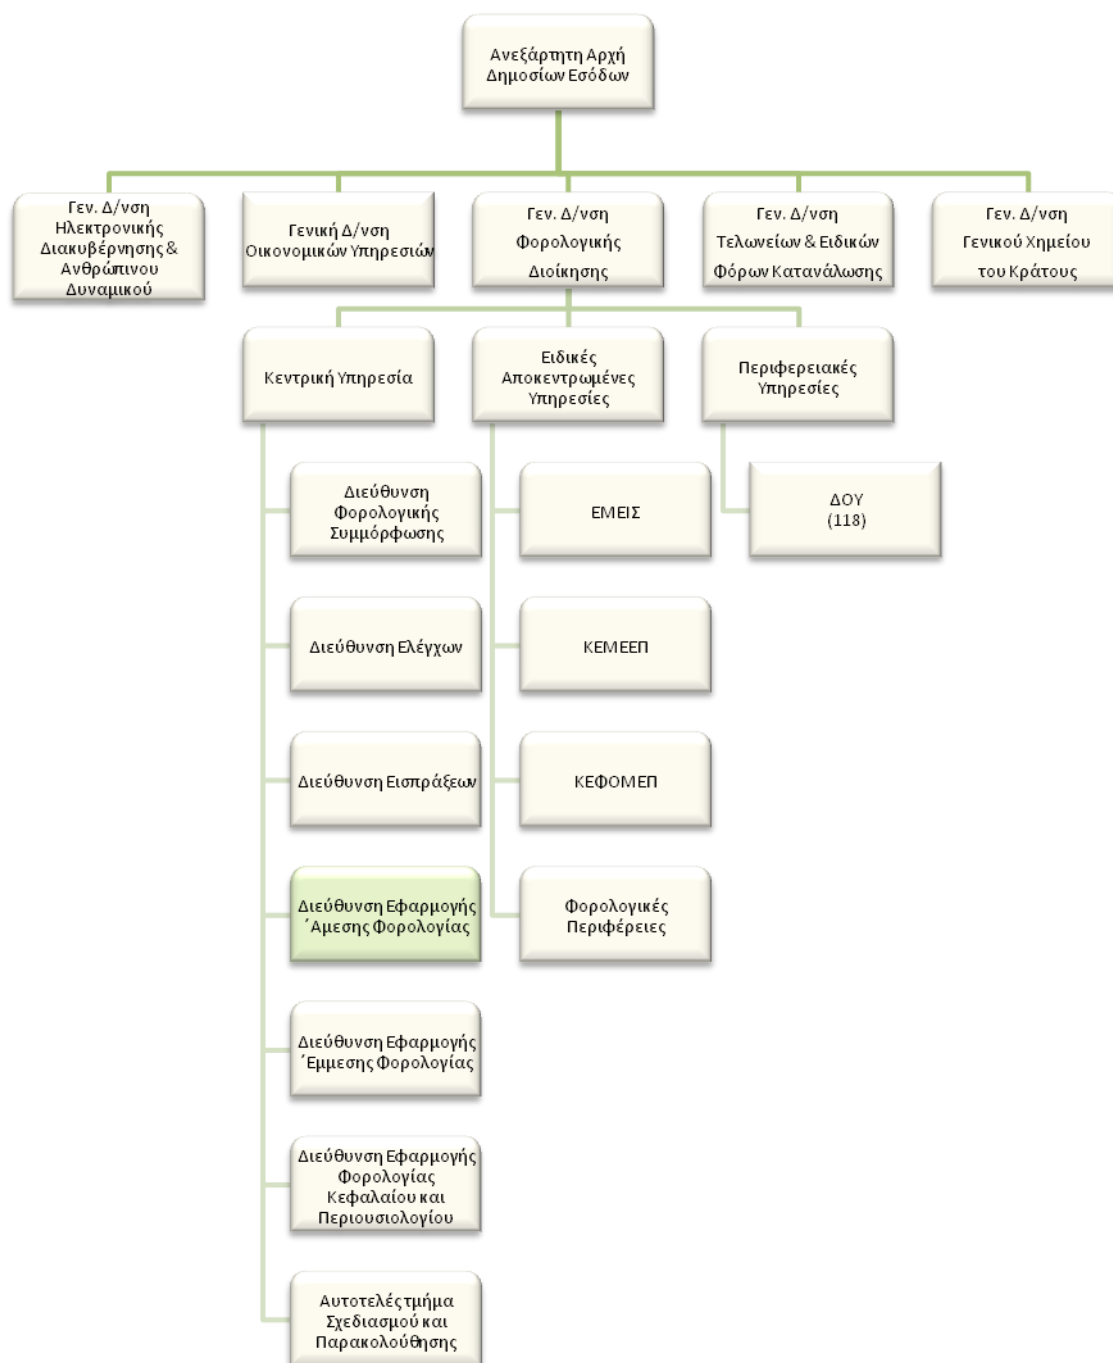 Ανεξάρτητη Αρχή
Δημοσίων Εσόδων
Γεν. Δ/νση
Ηλεκτρονικής
Διακυβέρνησης &
Ανθρώπινου
Δυναμικού
Γενική Δ/νση
Οικονομικών Υπηρεσιών
Γεν. Δ/νση
Φορολογικής
Διοίκησης
Γεν. Δ/νση
Τελωνείων & Ειδικών
Φόρων Κατανάλωσης
Γεν. Δ/νση
Γενικού Χημείου
του Κράτους
Κεντρική Υπηρεσία
Ειδικές
Αποκεντρωμένες
Υπηρεσίες
Περιφερειακές
Υπηρεσίες
Διεύθυνση
Φορολογικής
Συμμόρφωσης
ΕΜΕΙΣ
ΔΟΥ
(118)
Διεύθυνση Ελέγχων
ΚΕΜΕΕΠ
Διεύθυνση Εισπράξεων
ΚΕΦΟΜΕΠ
Διεύθυνση Εφαρμογής
΄Αμεσης Φορολογίας
Φορολογικές
Περιφέρειες
Διεύθυνση Εφαρμογής
΄Εμμεσης Φορολογίας
Διεύθυνση Εφαρμογής
Φορολογίας
Κεφαλαίου και
Περιουσιολογίου
Αυτοτελές τμήμα
Σχεδιασμού και
Παρακολούθησης